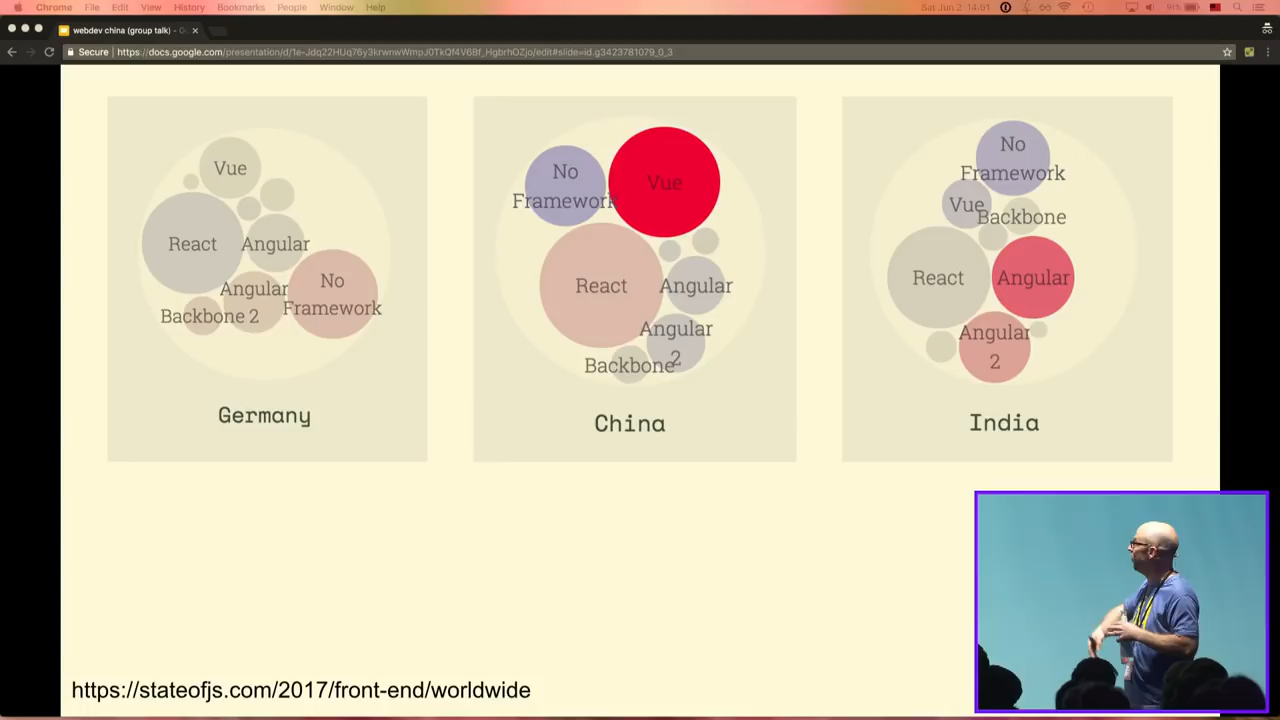 Chrome File Edit View History Bookmarks People Window Help
Sat Jun 2 14:51
91%
webdev china (group talk) - Go
Secure https://docs.google.com/presentation/d/1e-Jdq22HUq76y3krwnwWmpJ0TkQf4V6Bf_HgbrhOZjo/edit#slide=id.g3423781079_0_3
Vue
React
Angular
Angular
2
No
Framework
Backbone
Germany
No
Framework
Vue
React
Angular
Angular
2
Backbone
China
No
Framework
Vue
Backbone
React
Angular
Angular
2
India
https://stateofjs.com/2017/front-end/worldwide